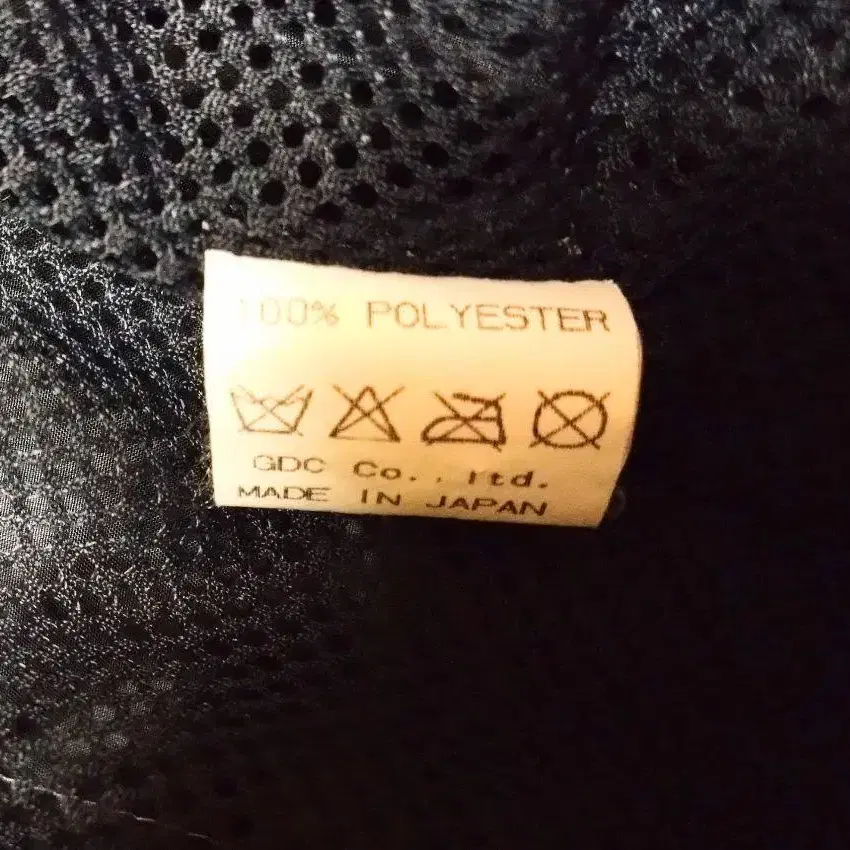 100% POLYESTER
GDC Co., ltd.
MADE IN JAPAN